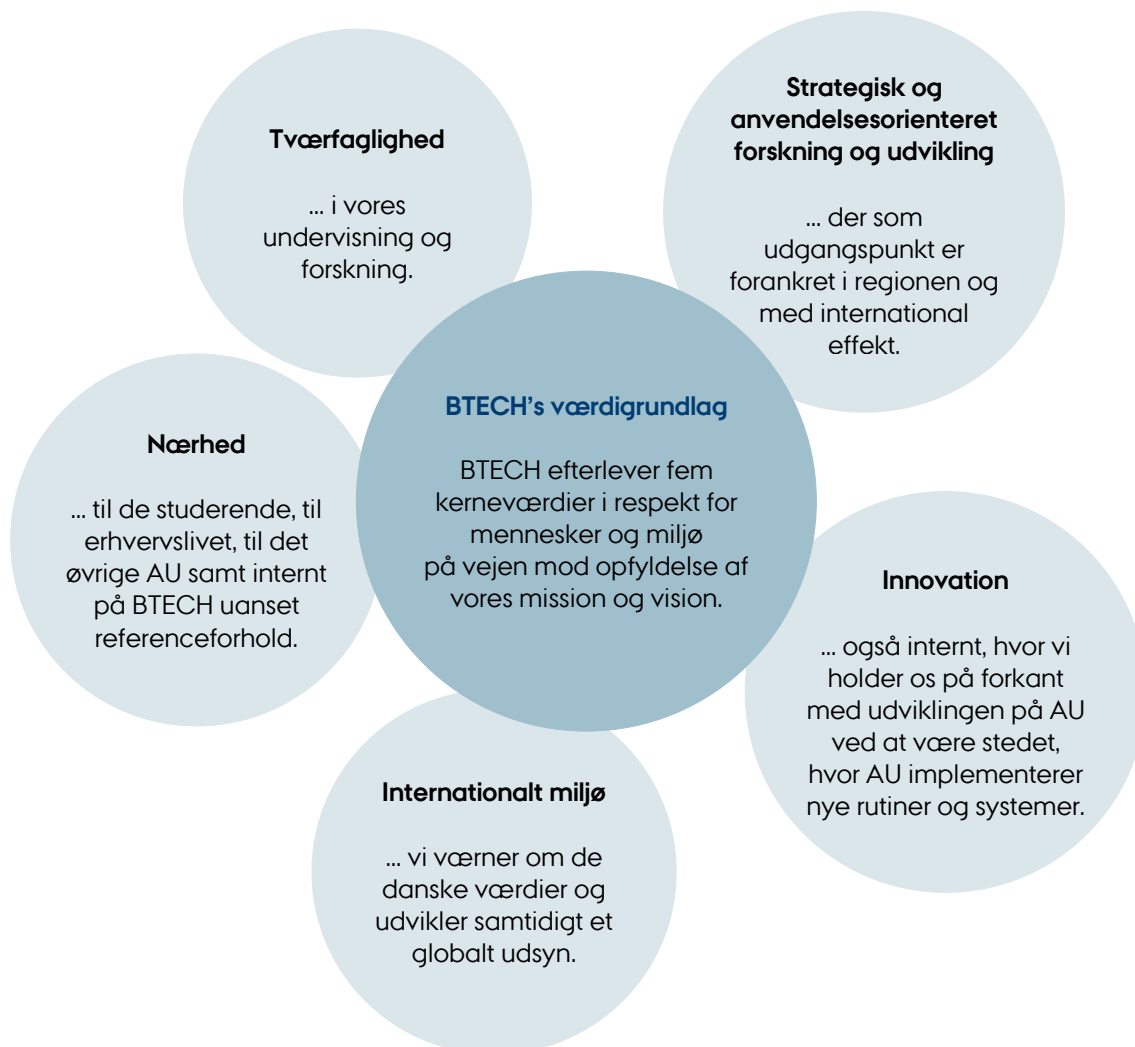 Tværfaglighed
... i vores
undervisning og
forskning.
Strategisk og
anvendelsesorienteret
forskning og udvikling
... der som
udgangspunkt er
forankret i regionen og
med international
effekt.
BTECH's værdigrundlag
BTECH efterlever fem
kerneværdier i respekt for
mennesker og miljø
på vejen mod opfyldelse af
vores mission og vision.
Nærhed
... til de studerende, til
erhvervslivet, til det
øvrige AU samt internt
på BTECH uanset
referenceforhold.
Innovation
... også internt, hvor vi
holder os på forkant
med udviklingen på AU
ved at være stedet,
hvor AU implementerer
nye rutiner og systemer.
Internationalt miljø
... vi værner om de
danske værdier og
udvikler samtidigt et
globalt udsyn.